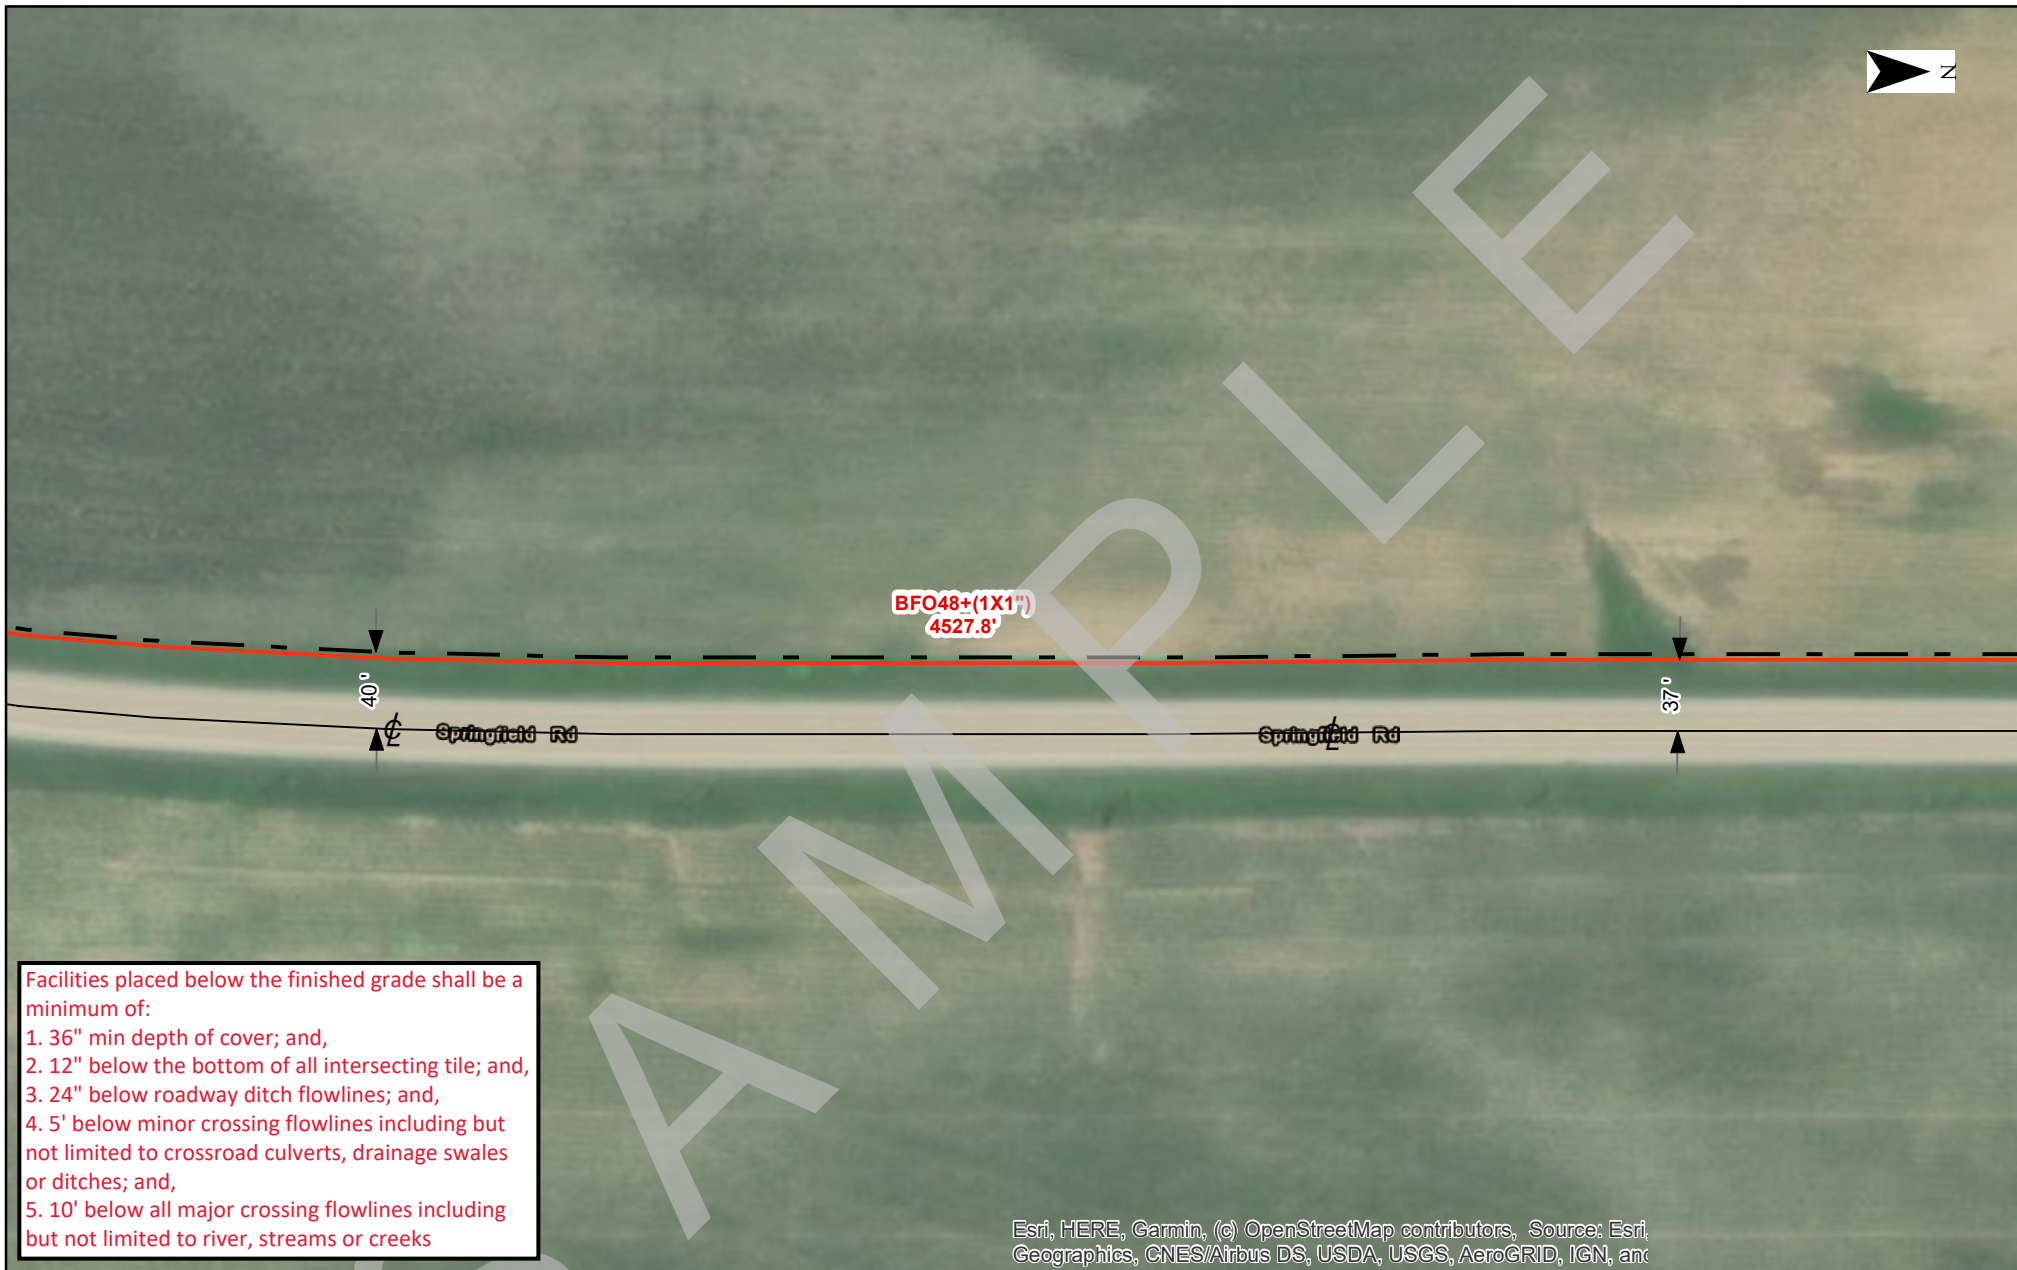 N
BFO48+(1X1")
4527.8'
40 '
37 '
℄
Springfield Rd
Springfield Rd
℄
SAMPLE
Facilities placed below the finished grade shall be a
minimum of:
1. 36" min depth of cover; and,
2. 12" below the bottom of all intersecting tile; and,
3. 24" below roadway ditch flowlines; and,
4. 5' below minor crossing flowlines including but
not limited to crossroad culverts, drainage swales
or ditches; and,
5. 10' below all major crossing flowlines including
but not limited to river, streams or creeks
Esri, HERE, Garmin, (c) OpenStreetMap contributors, Source: Esri,
Geographics, CNES/Airbus DS, USDA, USGS, AeroGRID, IGN, and